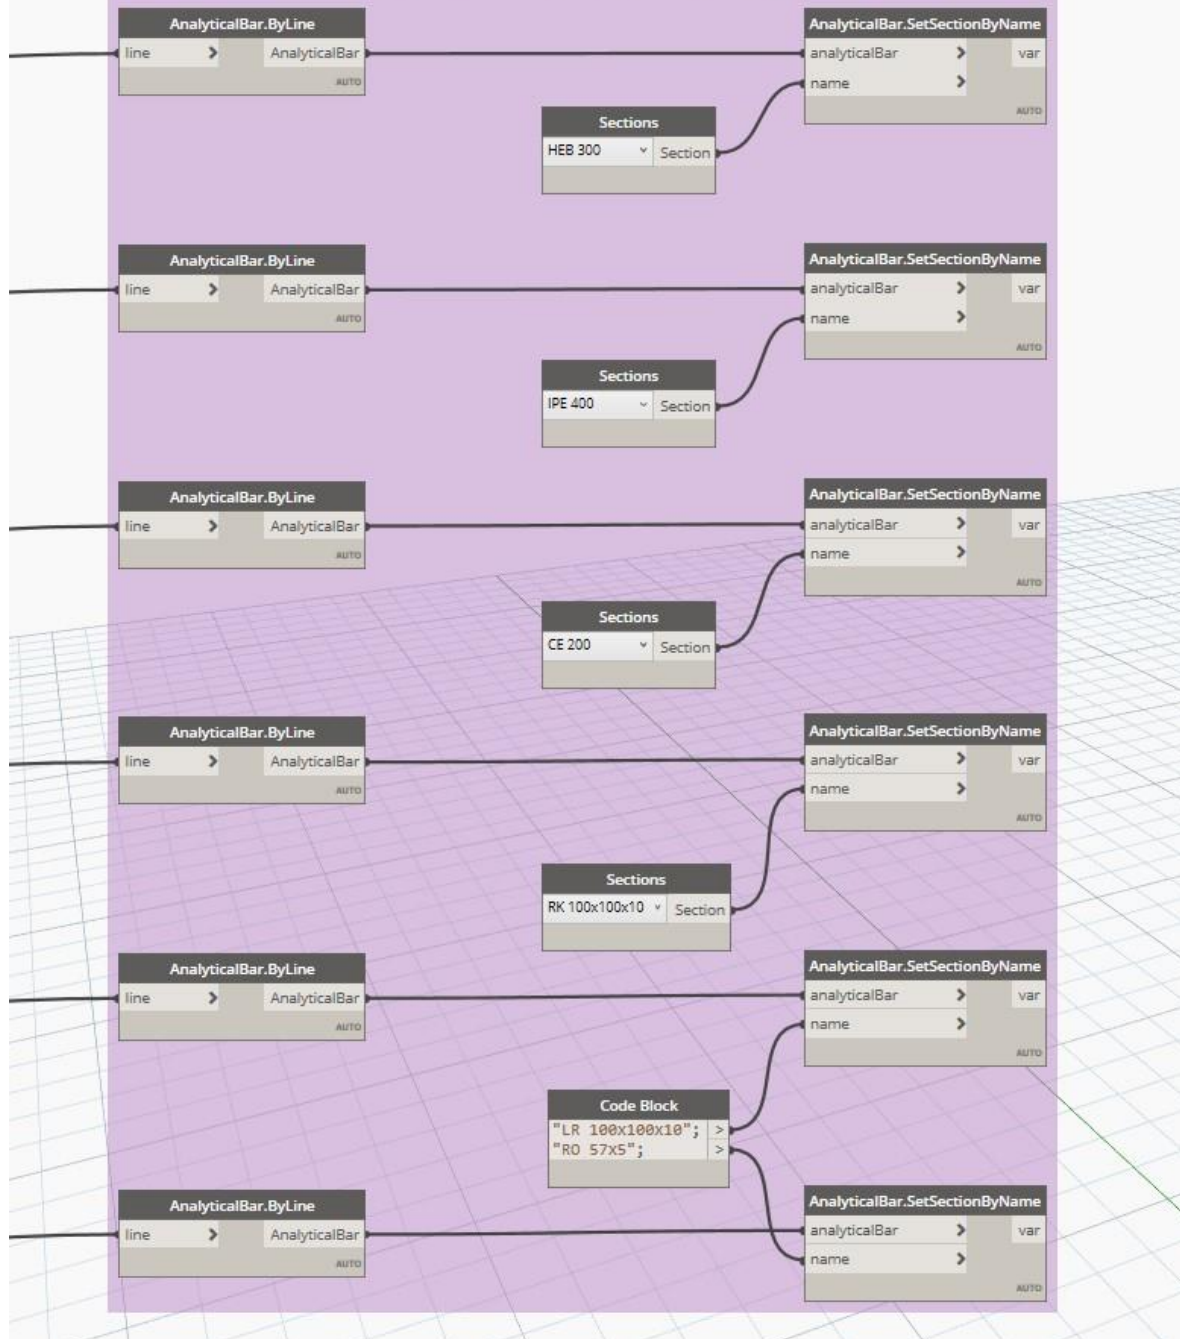 AnalyticalBar.ByLine
line > AnalyticalBar
AUTO
AnalyticalBar.SetSectionByName
analyticalBar > var
name >
AUTO
Sections
HEB 300 Section
AnalyticalBar.ByLine
line > AnalyticalBar
AUTO
AnalyticalBar.SetSectionByName
analyticalBar > var
name >
AUTO
Sections
IPE 400 Section
AnalyticalBar.ByLine
line > AnalyticalBar
AUTO
AnalyticalBar.SetSectionByName
analyticalBar > var
name >
AUTO
Sections
CE 200 Section
AnalyticalBar.ByLine
line > AnalyticalBar
AUTO
AnalyticalBar.SetSectionByName
analyticalBar > var
name >
AUTO
Sections
RK 100x100x10 Section
AnalyticalBar.ByLine
line > AnalyticalBar
AUTO
AnalyticalBar.SetSectionByName
analyticalBar > var
name >
AUTO
Code Block
"LR 100x100x10"; >
"RO 57x5"; >
AnalyticalBar.ByLine
line > AnalyticalBar
AUTO
AnalyticalBar.SetSectionByName
analyticalBar > var
name >
AUTO